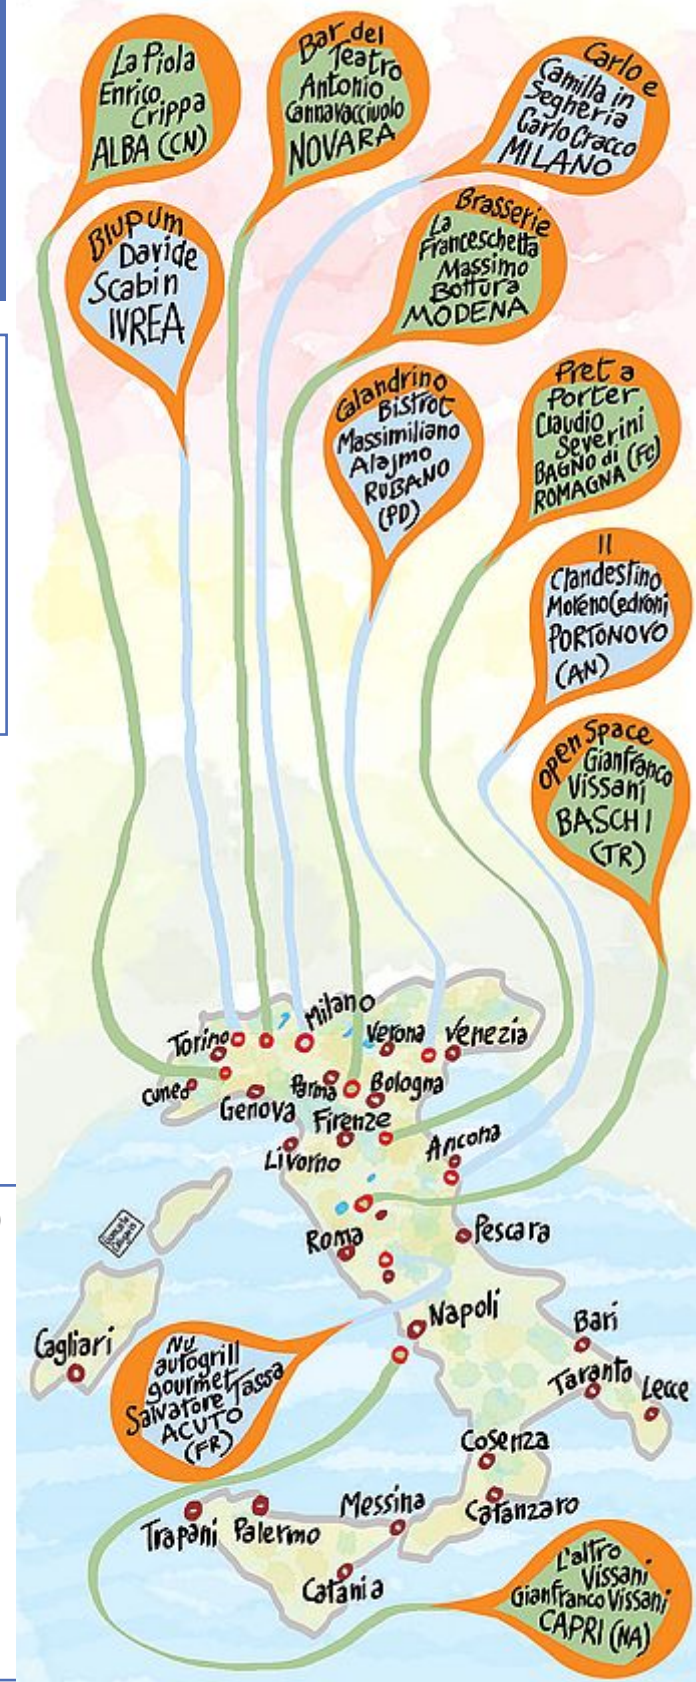 La Piola
Enrico
Crippa
ALBA (CN)
Bar del
Teatro
Antonio
Cannavacciuolo
NOVARA
Carlo e
Camilla in
Segheria
Carlo Cracco
MILANO
Blupum
Davide
Scabin
IVREA
Brasserie
La
Franceschetta
Massimo
Bottura
MODENA
Calandrino
Bistrot
Massimiliano
Alajmo
RUBANO
(PD)
Pret a
Porter
Claudio
Severini
BAGNO di (FC)
ROMAGNA
Il
Clandestino
Moreno Cedroni
PORTONOVO
(AN)
Open Space
Gianfranco
Vissani
BASCHI
(TR)
Milano
Torino
Verona
Venezia
Cuneo
Genova
Parma
Bologna
Firenze
Livorno
Ancona
Roma
Pescara
Napoli
Bari
Cagliari
Taranto
Lecce
NU
autogrill
gourmet
Salvatore Tassa
ACUTO
(FR)
Cosenza
Catanzaro
Messina
Trapani
Palermo
Catania
L'altro
Vissani
Gianfranco Vissani
CAPRI (NA)